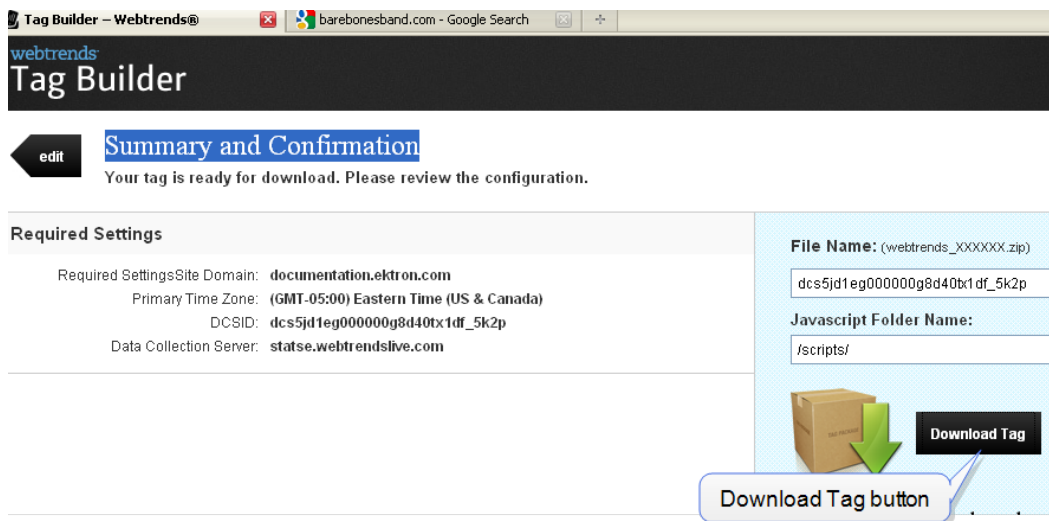 Tag Builder – Webtrends®
barebonesband.com - Google Search
webtrends
Tag Builder
edit
Summary and Confirmation
Your tag is ready for download. Please review the configuration.
Required Settings
Required SettingsSite Domain: documentation.ektron.com
Primary Time Zone: (GMT-05:00) Eastern Time (US & Canada)
DCSID: dcs5jd1eg000000g8d40tx1df_5k2p
Data Collection Server: statse.webtrendslive.com
File Name: (webtrends_XXXXXX.zip)
dcs5jd1eg000000g8d40tx1df_5k2p
Javascript Folder Name:
/scripts/
Download Tag
Download Tag button